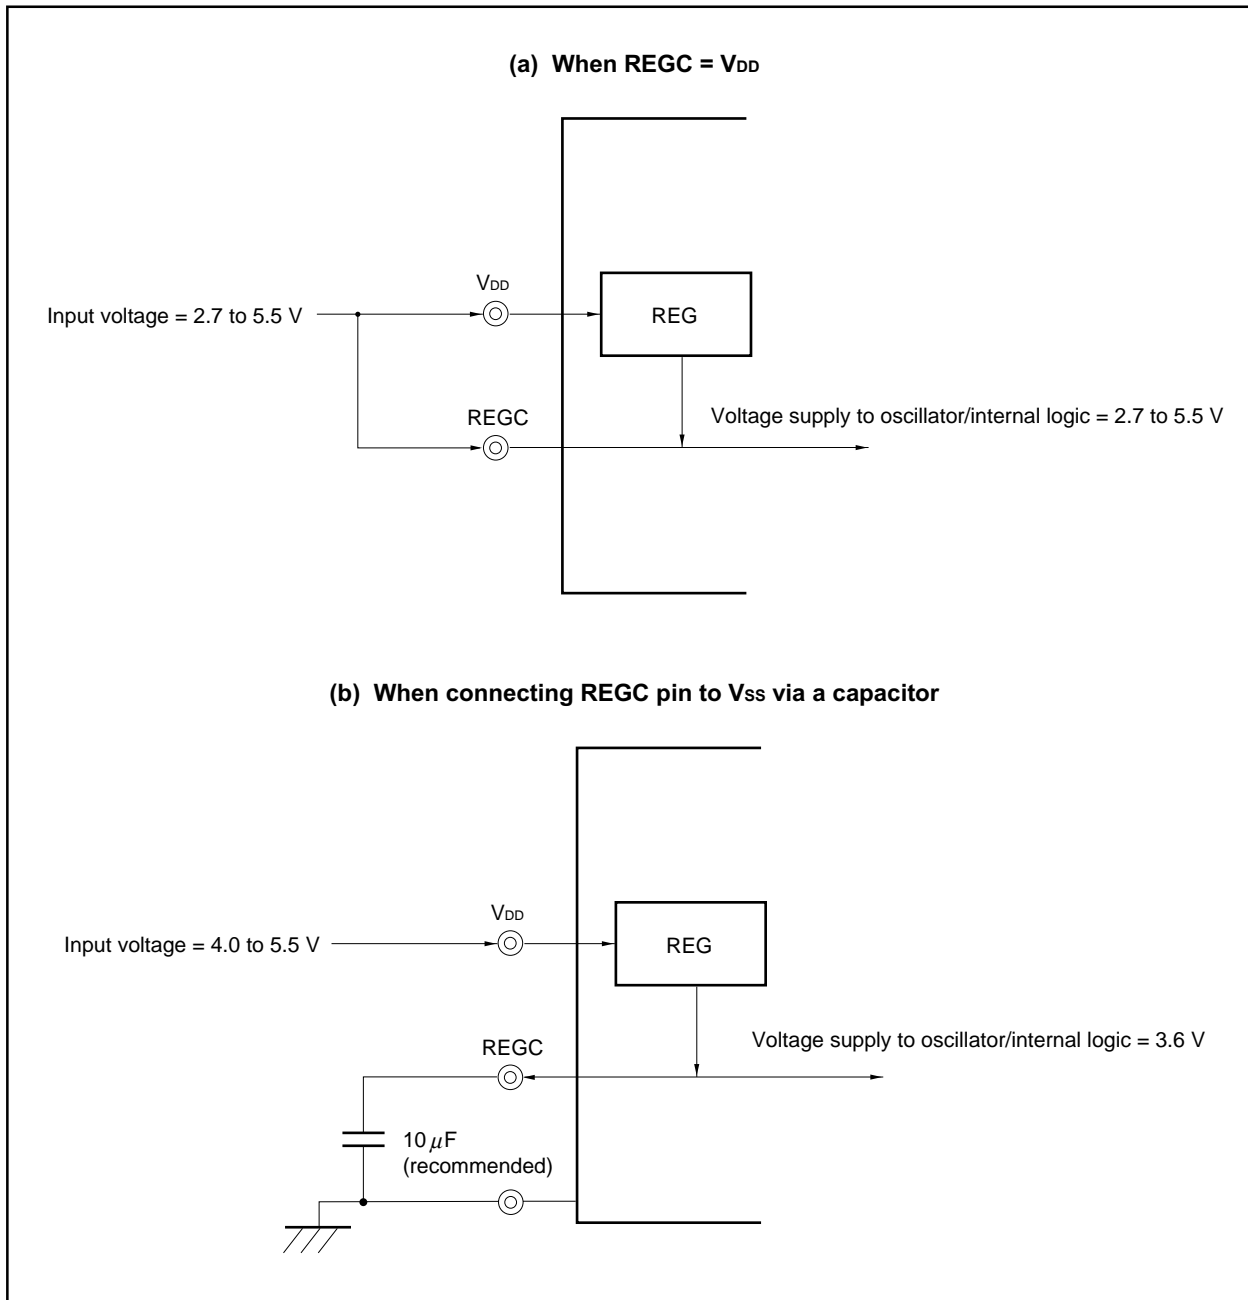 (a) When REGC = VDD
VDD
Input voltage = 2.7 to 5.5 V
REG
REGC
Voltage supply to oscillator/internal logic = 2.7 to 5.5 V
(b) When connecting REGC pin to VSS via a capacitor
VDD
Input voltage = 4.0 to 5.5 V
REG
REGC
Voltage supply to oscillator/internal logic = 3.6 V
10 μF
(recommended)